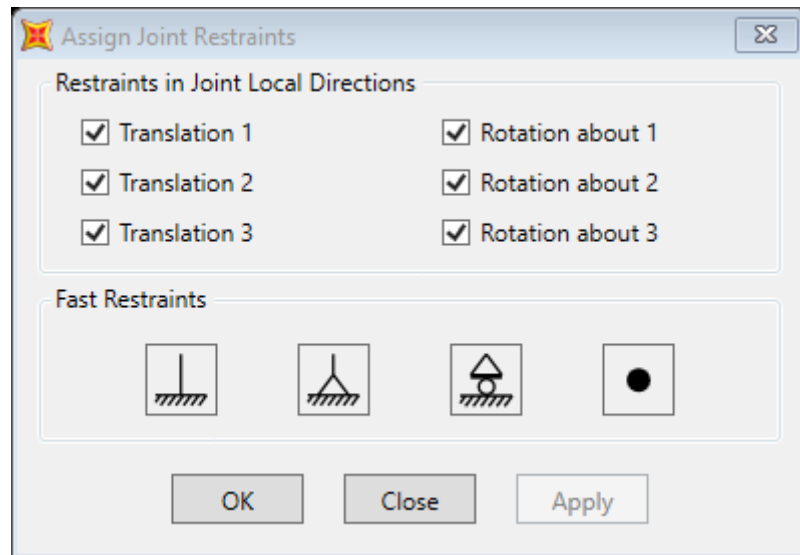 Assign Joint Restraints
Restraints in Joint Local Directions
Translation 1 Rotation about 1
Translation 2 Rotation about 2
Translation 3 Rotation about 3
Fast Restraints
OK Close Apply